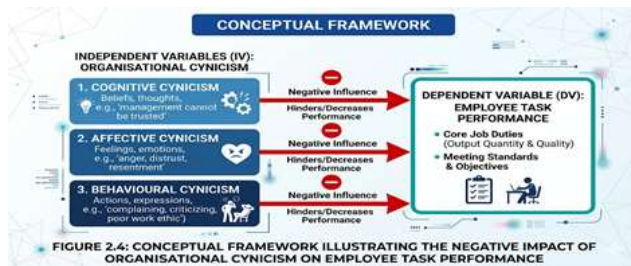 CONCEPTUAL FRAMEWORK
INDEPENDENT VARIABLES (IV):
ORGANISATIONAL CYNICISM
1. COGNITIVE CYNICISM
Beliefs, thoughts,
e.g., 'management cannot
be trusted'
Negative Influence
Hinders/Decreases
Performance
2. AFFECTIVE CYNICISM
Feelings, emotions,
e.g., 'anger, distrust,
resentment'
Negative Influence
Hinders/Decreases
Performance
3. BEHAVIOURAL CYNICISM
Actions, expressions,
e.g., 'complaining, criticizing,
poor work ethic')
Negative Influence
Hinders/Decreases
Performance
DEPENDENT VARIABLE (DV):
EMPLOYEE TASK
PERFORMANCE
• Core Job Duties
(Output Quantity & Quality)
• Meeting Standards
& Objectives
FIGURE 2.4: CONCEPTUAL FRAMEWORK ILLUSTRATING THE NEGATIVE IMPACT OF
ORGANISATIONAL CYNICISM ON EMPLOYEE TASK PERFORMANCE